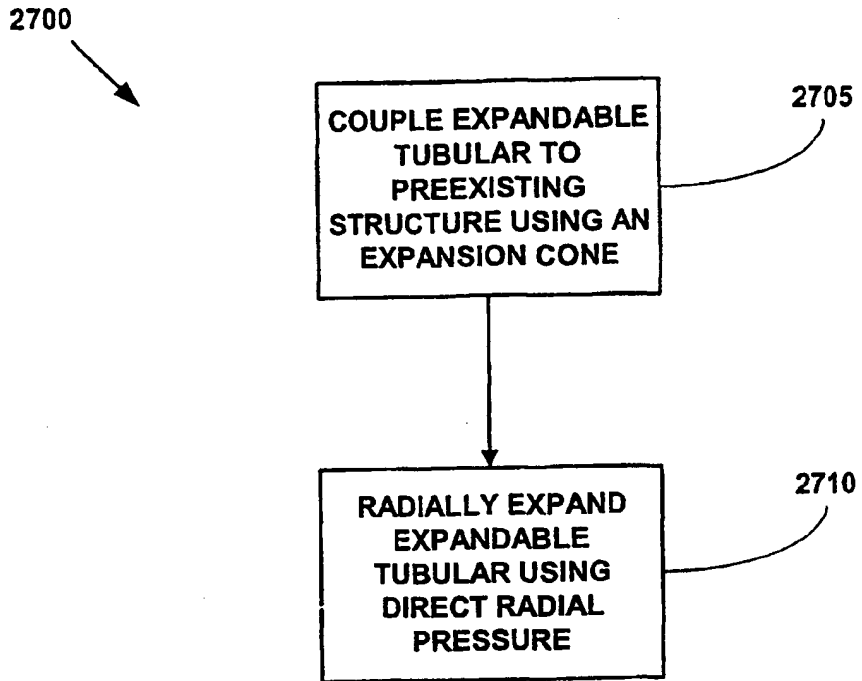 2700
2705
COUPLE EXPANDABLE
TUBULAR TO
PREEXISTING
STRUCTURE USING AN
EXPANSION CONE
2710
RADIALLY EXPAND
EXPANDABLE
TUBULAR USING
DIRECT RADIAL
PRESSURE